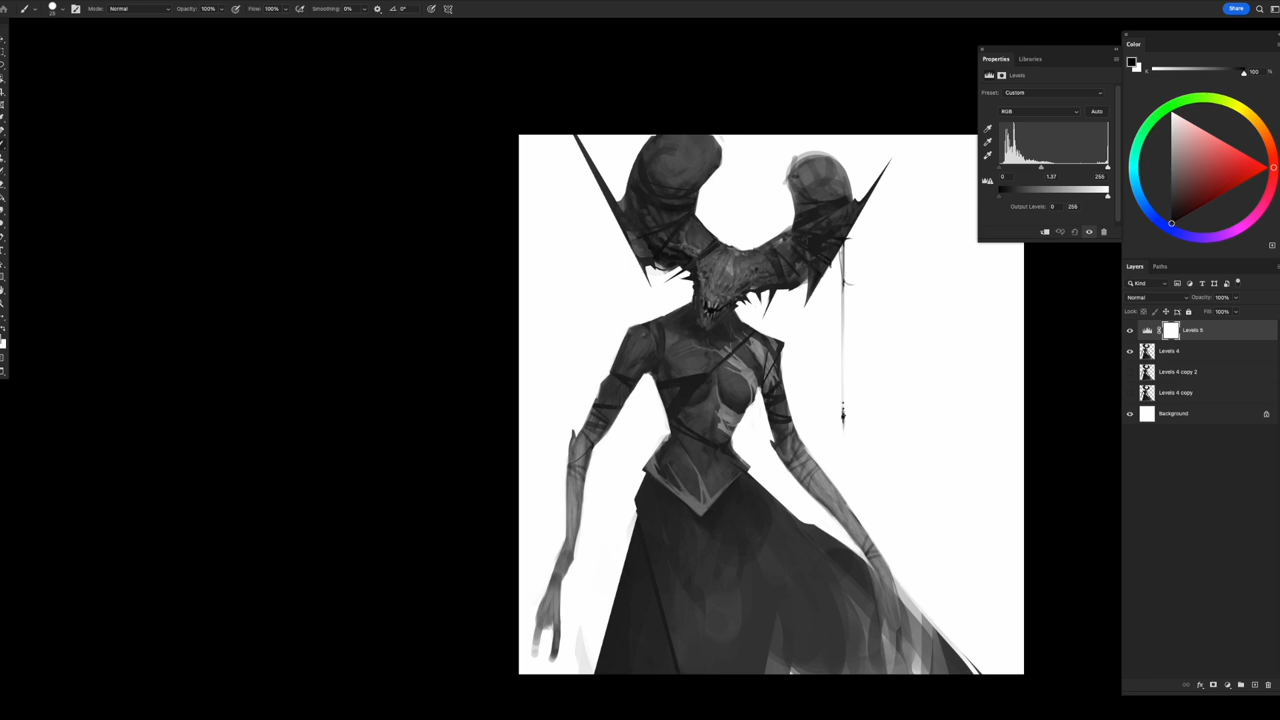 Mode: Normal Opacity: 100% Flow: 100% Smoothing: 0% 0° Share
25
Color
K 100 %
Properties Libraries
Levels
Preset: Custom
RGB Auto
0 1.37 255
Output Levels: 0 255
Layers Paths
Kind
Normal Opacity: 100%
Lock: Fill: 100%
Levels 5
Levels 4
Levels 4 copy 2
Levels 4 copy
Background